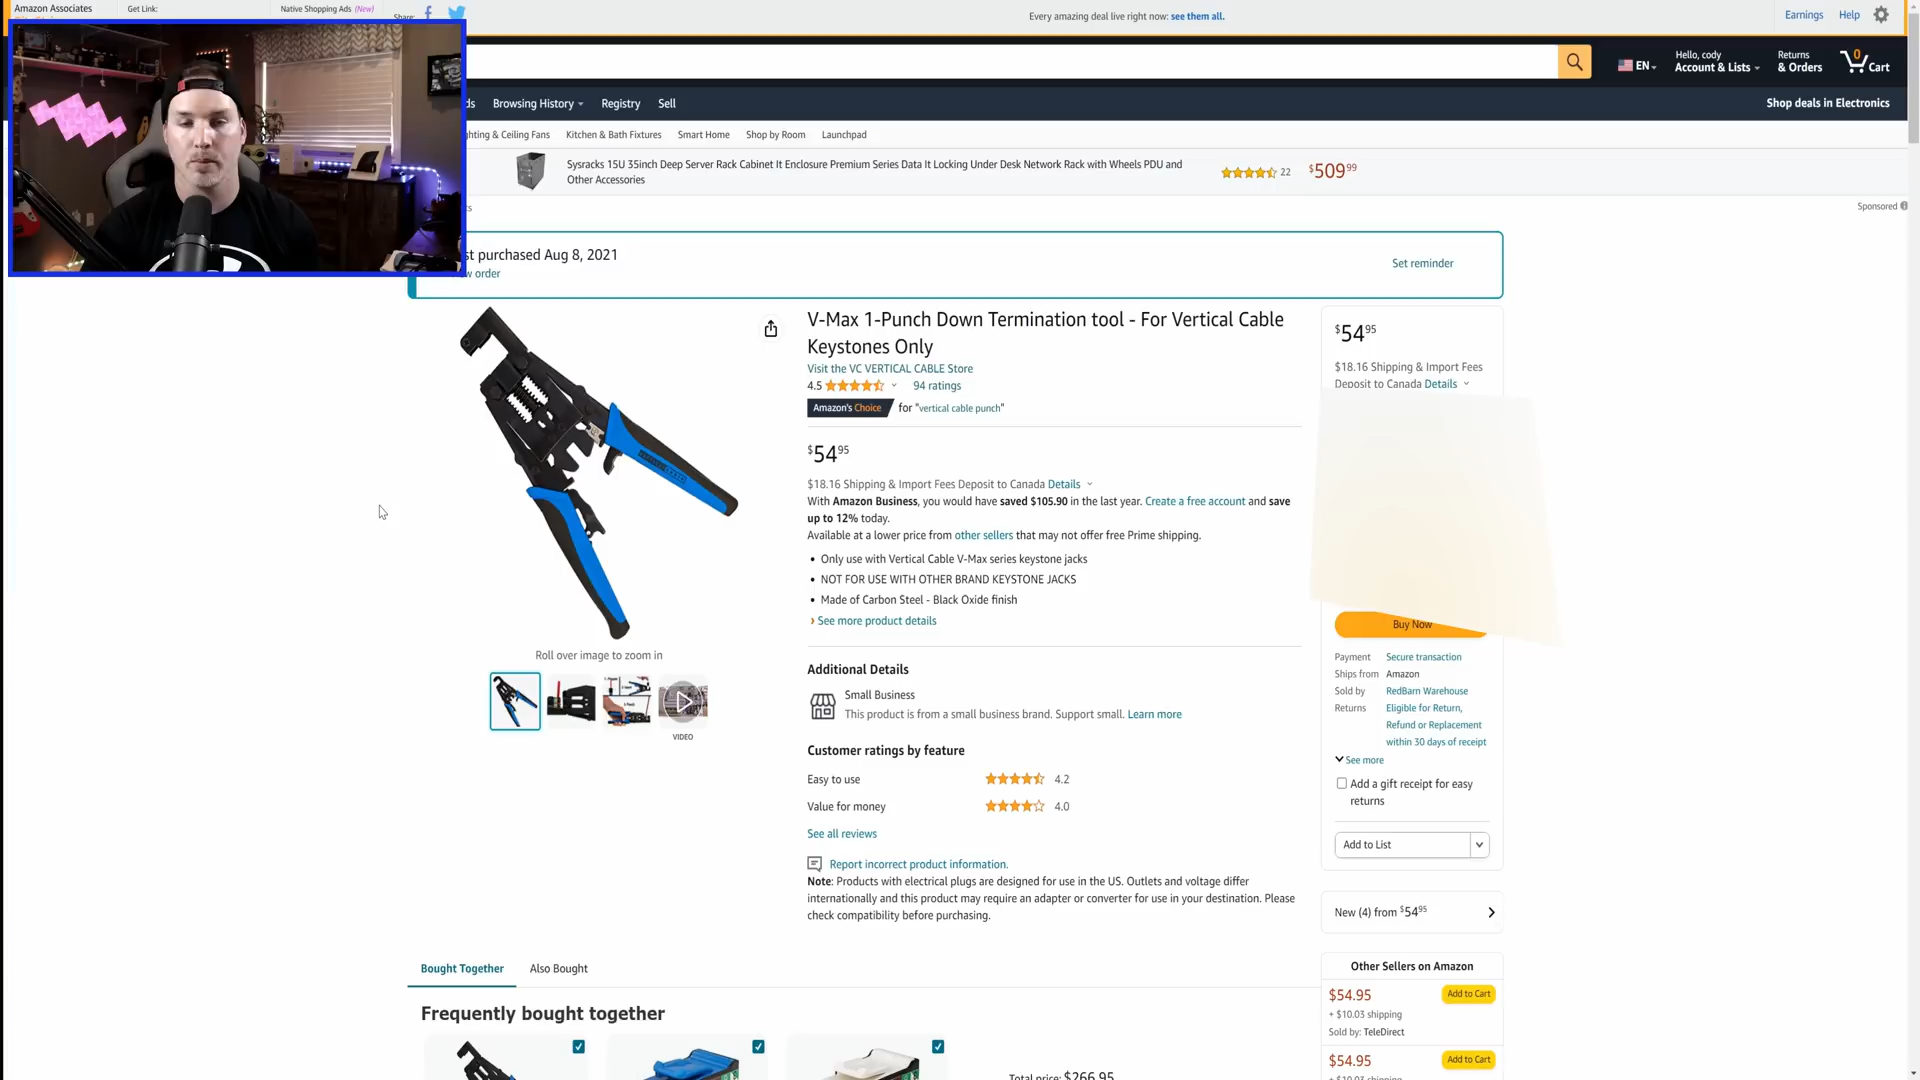 Amazon Associates
Get Link:
Native Shopping Ads (New)
Share:
Every amazing deal live right now: see them all.
Earnings
Help
EN
Hello, cody
Account & Lists
Returns
& Orders
0
Cart
Browsing History
Registry
Sell
Shop deals in Electronics
ghting & Ceiling Fans
Kitchen & Bath Fixtures
Smart Home
Shop by Room
Launchpad
Sysracks 15U 35inch Deep Server Rack Cabinet It Enclosure Premium Series Data It Locking Under Desk Network Rack with Wheels PDU and
Other Accessories
22
$509.99
Sponsored
st purchased Aug 8, 2021
w order
Set reminder
V-Max 1-Punch Down Termination tool - For Vertical Cable
Keystones Only
Visit the VC VERTICAL CABLE Store
4.5
94 ratings
Amazon's Choice for "vertical cable punch"
$54.95
$18.16 Shipping & Import Fees Deposit to Canada Details
With Amazon Business, you would have saved $105.90 in the last year. Create a free account and save
up to 12% today.
Available at a lower price from other sellers that may not offer free Prime shipping.
• Only use with Vertical Cable V-Max series keystone jacks
• NOT FOR USE WITH OTHER BRAND KEYSTONE JACKS
• Made of Carbon Steel - Black Oxide finish
› See more product details
Roll over image to zoom in
VIDEO
Additional Details
Small Business
This product is from a small business brand. Support small. Learn more
Customer ratings by feature
Easy to use
4.2
Value for money
4.0
See all reviews
Report incorrect product information.
Note: Products with electrical plugs are designed for use in the US. Outlets and voltage differ
internationally and this product may require an adapter or converter for use in your destination. Please
check compatibility before purchasing.
$54.95
$18.16 Shipping & Import Fees
Deposit to Canada Details
Buy Now
Payment Secure transaction
Ships from Amazon
Sold by RedBarn Warehouse
Returns Eligible for Return,
Refund or Replacement
within 30 days of receipt
See more
Add a gift receipt for easy
returns
Add to List
New (4) from $54.95
Other Sellers on Amazon
$54.95
Add to Cart
+ $10.03 shipping
Sold by: TeleDirect
$54.95
Add to Cart
+ $10.03 shipping
Bought Together
Also Bought
Frequently bought together
Total price: $266.95